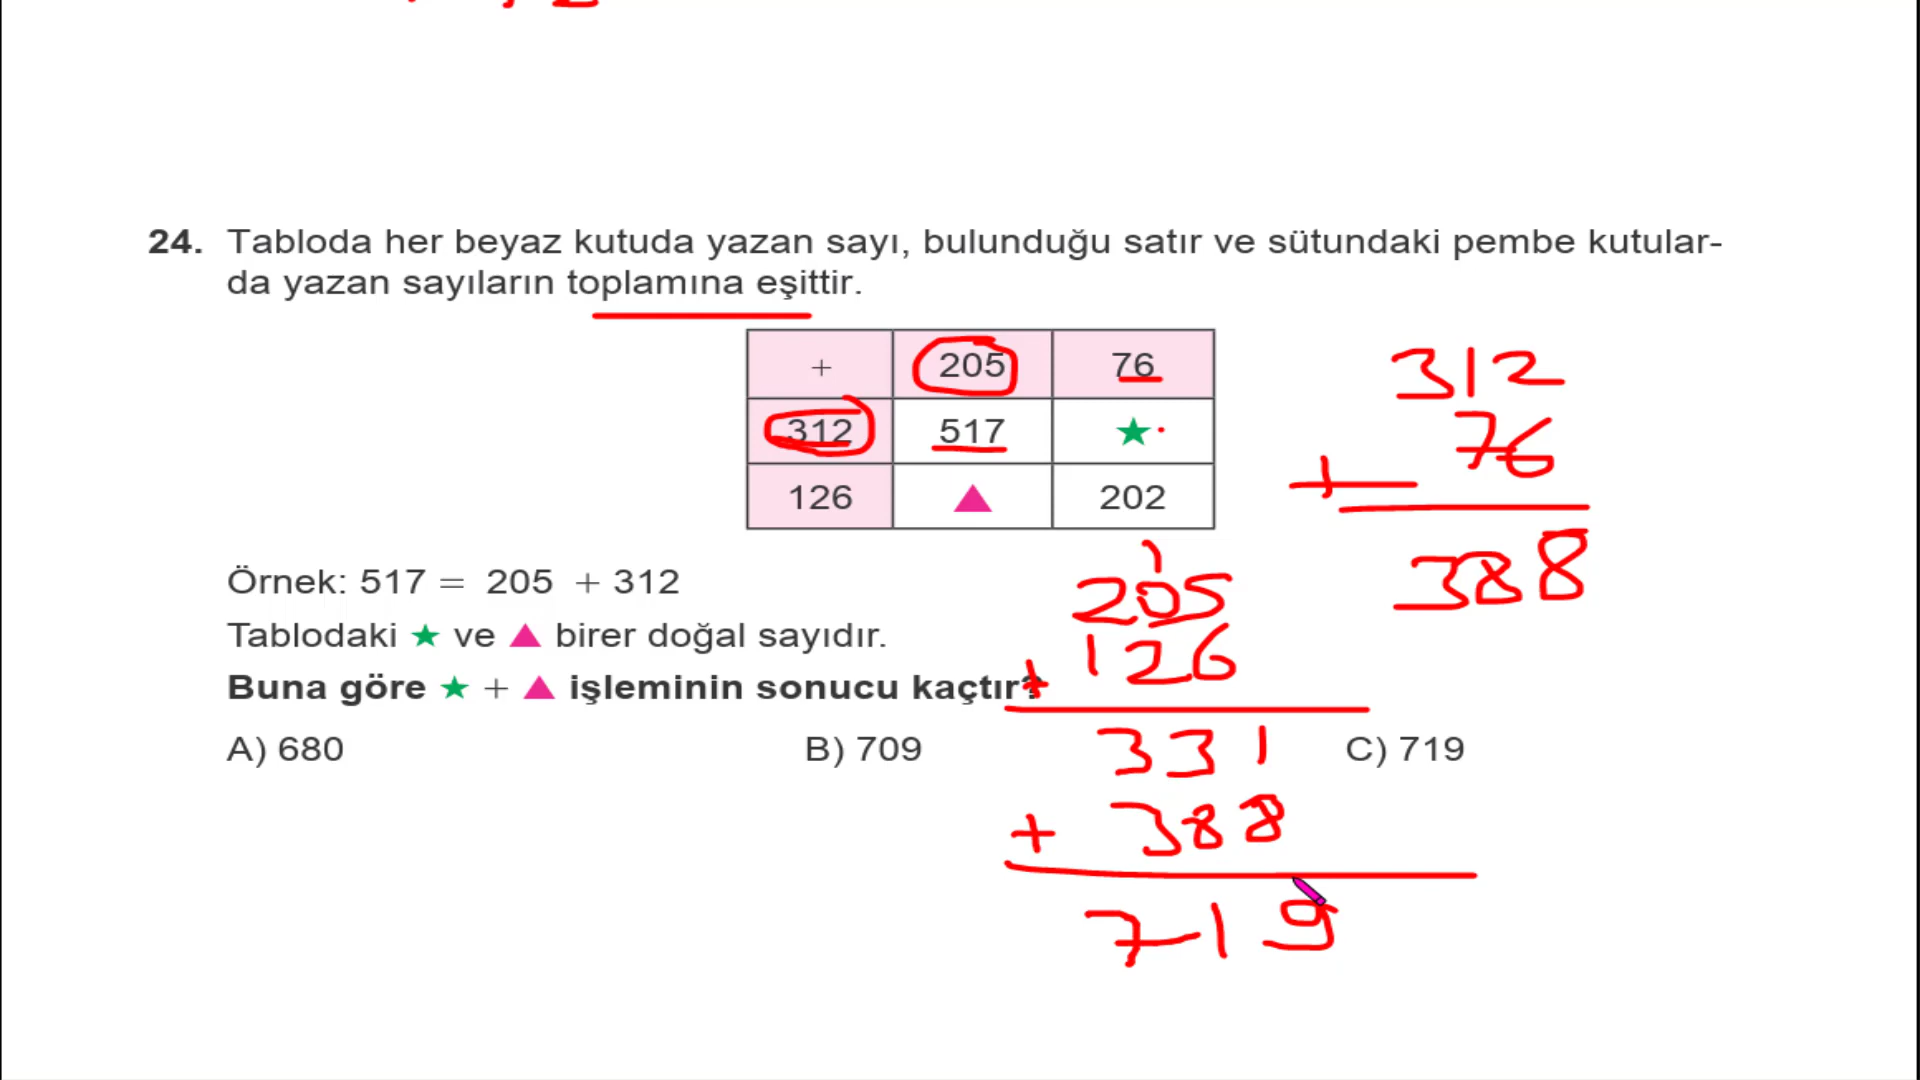 24. Tabloda her beyaz kutuda yazan sayı, bulunduğu satır ve sütundaki pembe kutular-
da yazan sayıların toplamına eşittir.
+ 205 76
312 517 ★
126 ▲ 202
312
76
+
388
Örnek: 517 = 205 + 312
Tablodaki ★ ve ▲ birer doğal sayıdır.
Buna göre ★ + ▲ işleminin sonucu kaçtır?
A) 680 B) 709 C) 719
1
205
+ 126
331
+ 388
719